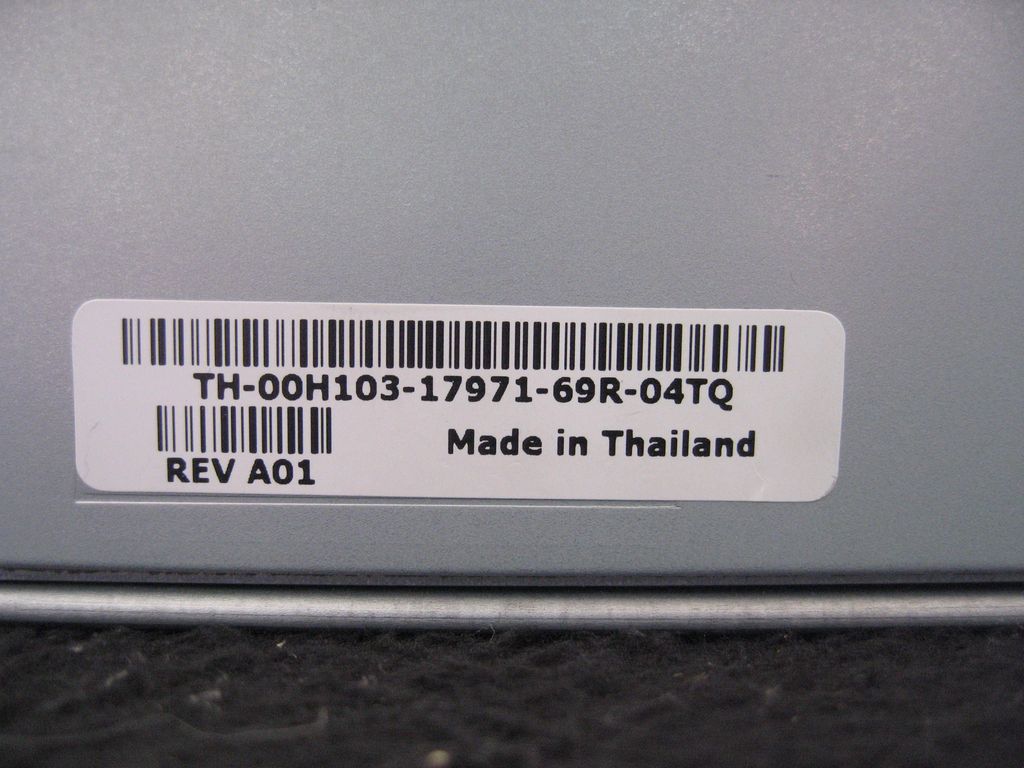 TH-00H103-17971-69R-04TQ
REV A01
Made in Thailand